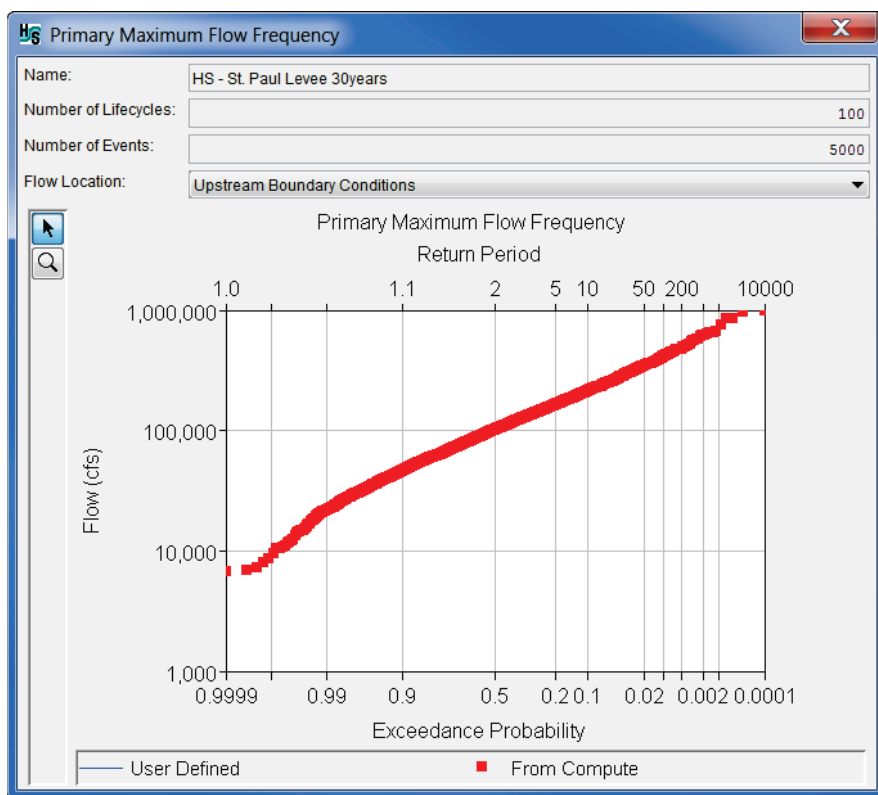 HS Primary Maximum Flow Frequency X
Name: HS - St. Paul Levee 30years
Number of Lifecycles: 100
Number of Events: 5000
Flow Location: Upstream Boundary Conditions
Primary Maximum Flow Frequency
Return Period
1.0 1.1 2 5 10 50 200 10000
1,000,000
100,000
10,000
1,000
Flow (cfs)
0.9999 0.99 0.9 0.5 0.2 0.1 0.02 0.002 0.0001
Exceedance Probability
User Defined From Compute